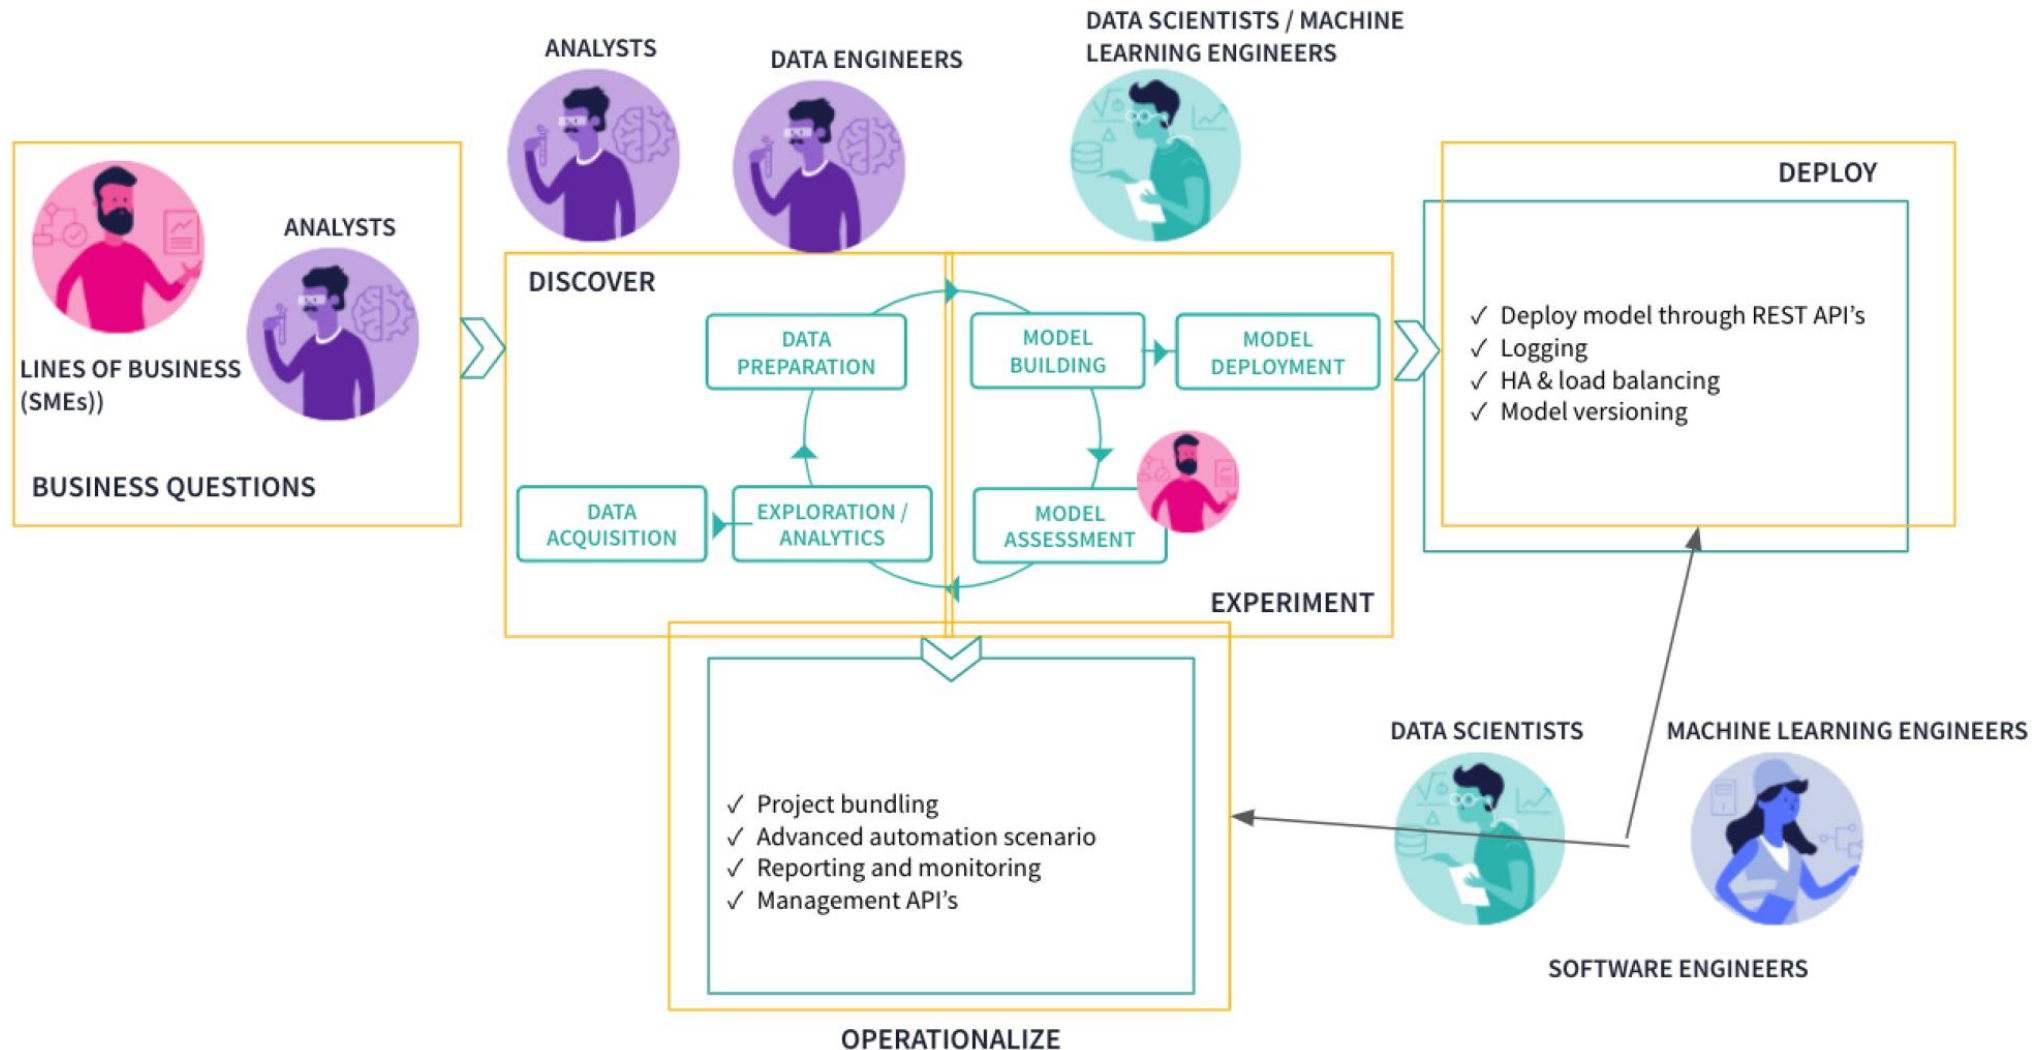 ANALYSTS
DATA ENGINEERS
DATA SCIENTISTS / MACHINE
LEARNING ENGINEERS
ANALYSTS
LINES OF BUSINESS
(SMEs))
BUSINESS QUESTIONS
DISCOVER
DATA
PREPARATION
MODEL
BUILDING
MODEL
DEPLOYMENT
DATA
ACQUISITION
EXPLORATION /
ANALYTICS
MODEL
ASSESSMENT
EXPERIMENT
DEPLOY
✓ Deploy model through REST API’s
✓ Logging
✓ HA & load balancing
✓ Model versioning
✓ Project bundling
✓ Advanced automation scenario
✓ Reporting and monitoring
✓ Management API’s
OPERATIONALIZE
DATA SCIENTISTS
MACHINE LEARNING ENGINEERS
SOFTWARE ENGINEERS